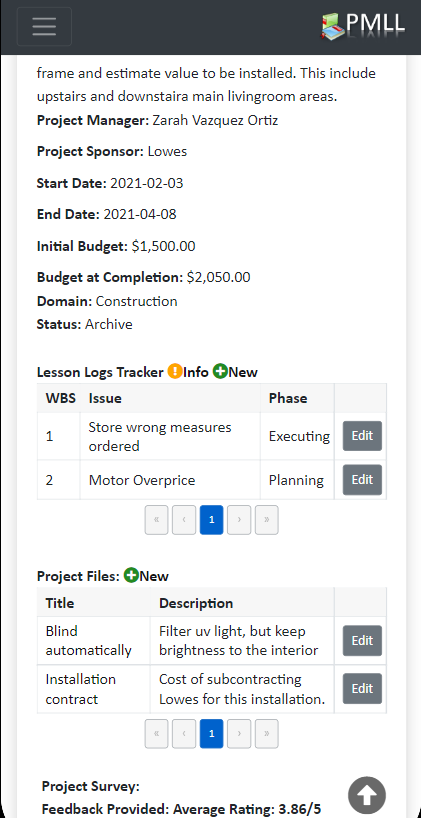 PMLL
frame and estimate value to be installed. This include
upstairs and downstaira main livingroom areas.
Project Manager: Zarah Vazquez Ortiz
Project Sponsor: Lowes
Start Date: 2021-02-03
End Date: 2021-04-08
Initial Budget: $1,500.00
Budget at Completion: $2,050.00
Domain: Construction
Status: Archive
Lesson Logs Tracker Info New
WBS Issue Phase
1 Store wrong measures
ordered Executing Edit
2 Motor Overprice Planning Edit
« ‹ 1 › »
Project Files: New
Title Description
Blind Filter uv light, but keep
automatically brightness to the interior Edit
Installation Cost of subcontracting
contract Lowes for this installation. Edit
« ‹ 1 › »
Project Survey:
Feedback Provided: Average Rating: 3.86/5